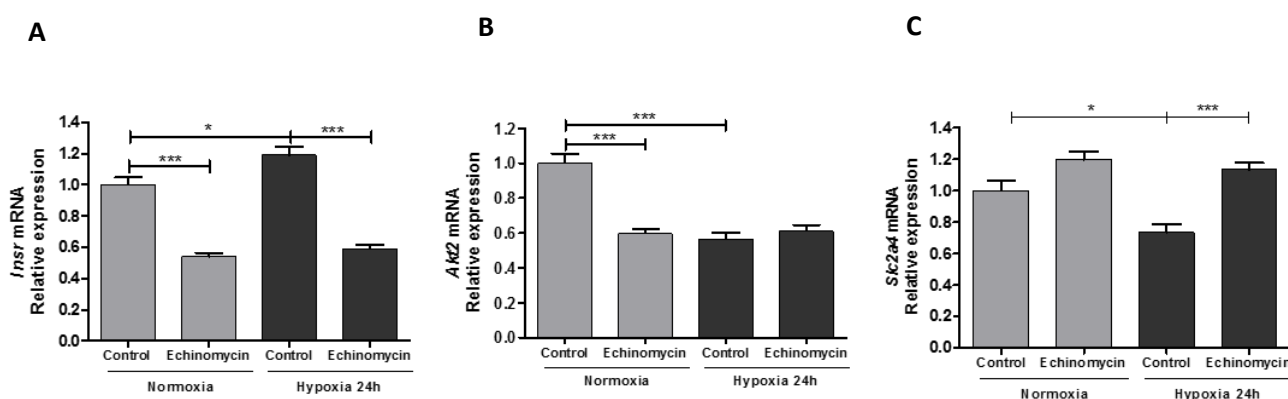 A
Insr mRNA
Relative expression
1.4
1.2
1.0
0.8
0.6
0.4
0.2
0.0
*
***
***
Control Echinomycin Control Echinomycin
Normoxia Hypoxia 24h
B
Akt2 mRNA
Relative expression
1.2
1.0
0.8
0.6
0.4
0.2
0.0
***
***
Control Echinomycin Control Echinomycin
Normoxia Hypoxia 24h
C
Slc2a4 mRNA
Relative expression
1.4
1.2
1.0
0.8
0.6
0.4
0.2
0.0
* ***
Control Echinomycin Control Echinomycin
Normoxia Hypoxia 24h